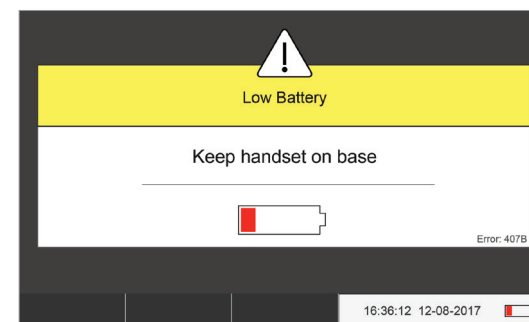 Low Battery
Keep handset on base
Error: 407B
16:36:12 12-08-2017